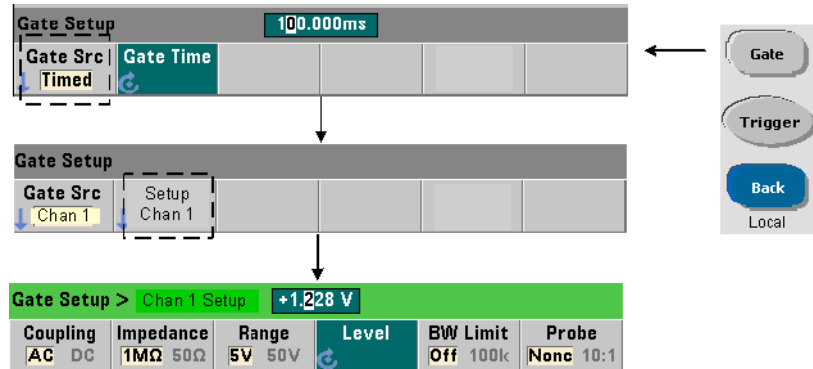 Gate Setup 100.000ms
Gate Src Gate Time
Timed
Gate
Trigger
Back
Local
Gate Setup
Gate Src Setup
Chan 1 Chan 1
Gate Setup > Chan 1 Setup +1.228 V
Coupling Impedance Range Level BW Limit Probe
AC DC 1MΩ 50Ω 5V 50V Off 100k None 10:1